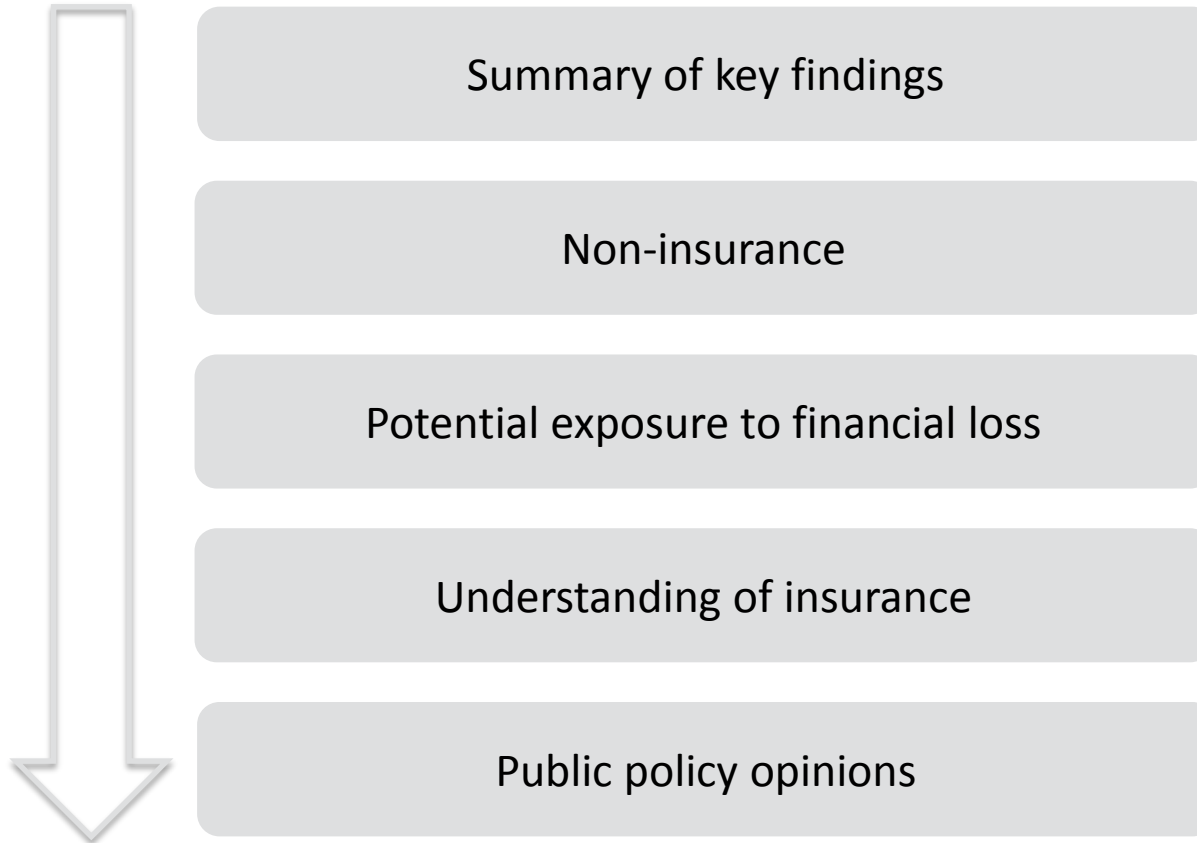 Summary of key findings
Non-insurance
Potential exposure to financial loss
Understanding of insurance
Public policy opinions